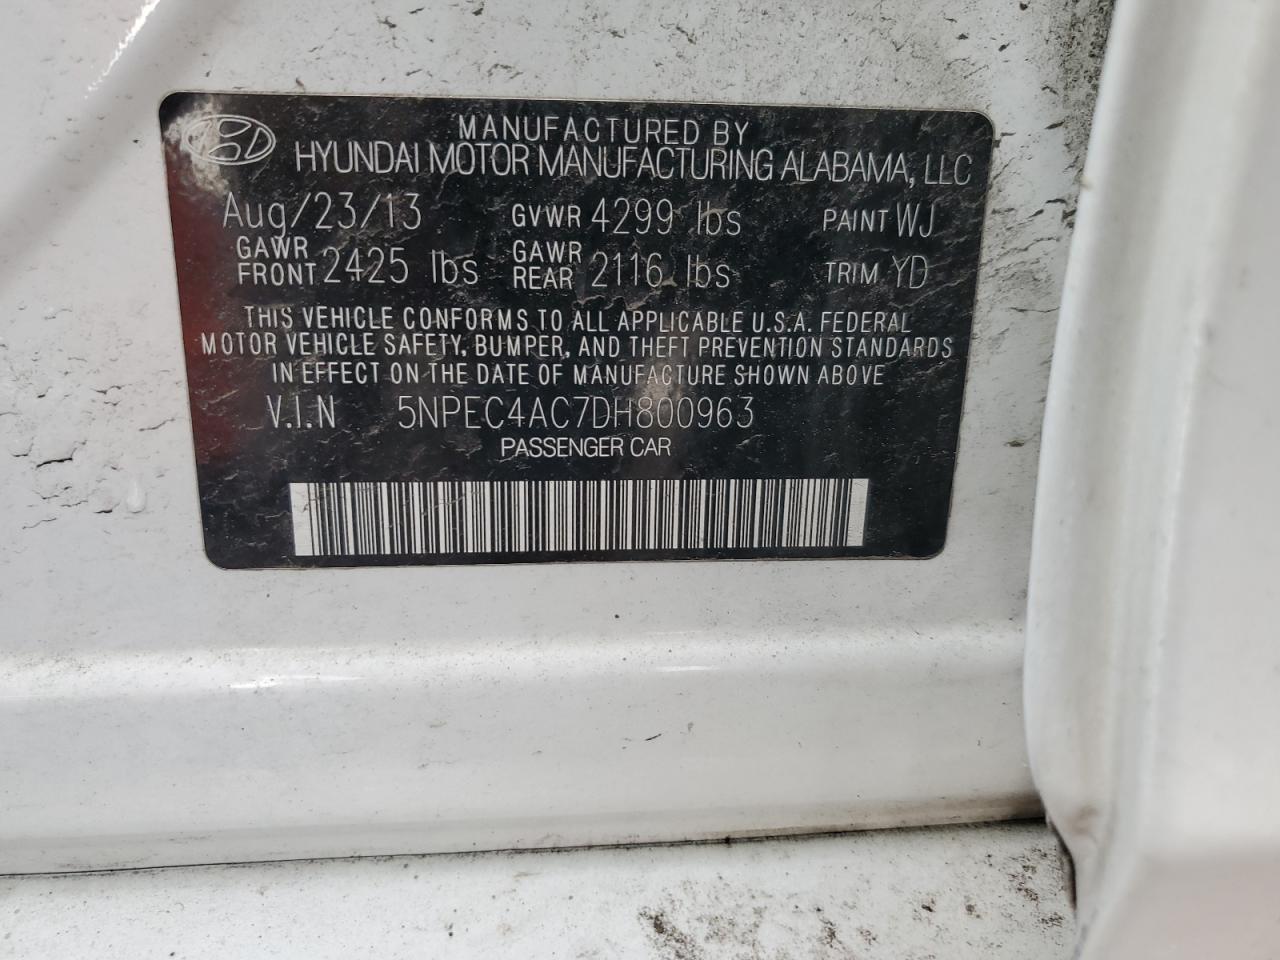 MANUFACTURED BY
HYUNDAI MOTOR MANUFACTURING ALABAMA, LLC
Aug/23/13 GVWR 4299 lbs PAINT WJ
GAWR FRONT 2425 lbs GAWR REAR 2116 lbs TRIM YD
THIS VEHICLE CONFORMS TO ALL APPLICABLE U.S.A. FEDERAL
MOTOR VEHICLE SAFETY, BUMPER, AND THEFT PREVENTION STANDARDS
IN EFFECT ON THE DATE OF MANUFACTURE SHOWN ABOVE
V.I.N 5NPEC4AC7DH800963
PASSENGER CAR